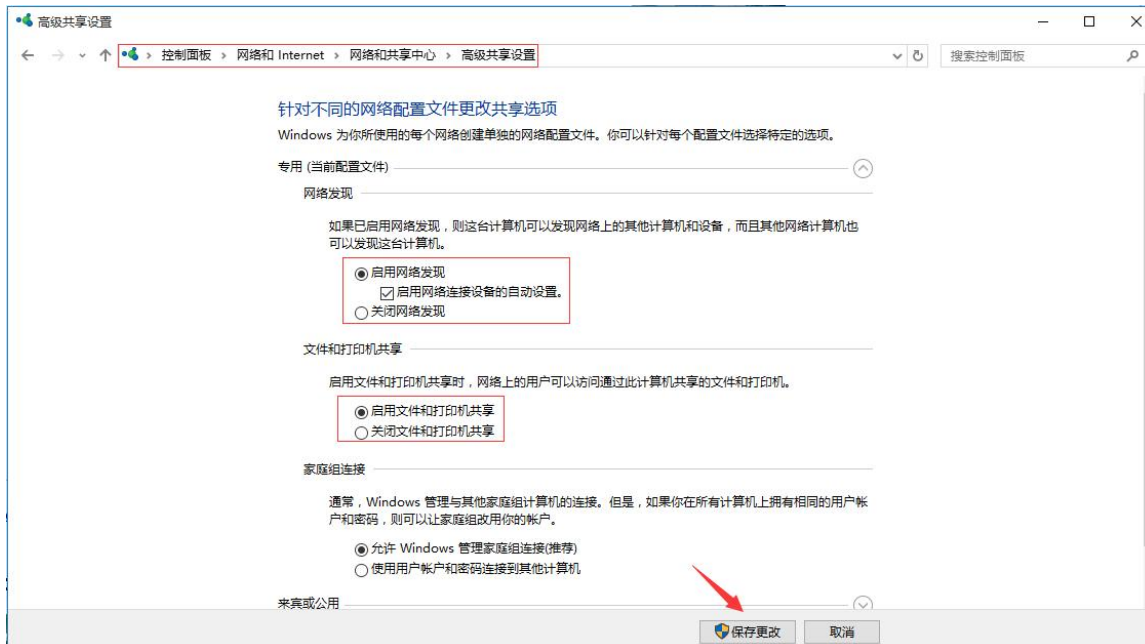 高级共享设置
控制面板 › 网络和 Internet › 网络和共享中心 › 高级共享设置
搜索控制面板
针对不同的网络配置文件更改共享选项
Windows 为你所使用的每个网络创建单独的网络配置文件。你可以针对每个配置文件选择特定的选项。
专用 (当前配置文件)
网络发现
如果已启用网络发现，则这台计算机可以发现网络上的其他计算机和设备，而且其他网络计算机也
可以发现这台计算机。
启用网络发现
启用网络连接设备的自动设置。
关闭网络发现
文件和打印机共享
启用文件和打印机共享时，网络上的用户可以访问通过此计算机共享的文件和打印机。
启用文件和打印机共享
关闭文件和打印机共享
家庭组连接
通常，Windows 管理与其他家庭组计算机的连接。但是，如果你在所有计算机上拥有相同的用户帐
户和密码，则可以让家庭组改用你的帐户。
允许 Windows 管理家庭组连接(推荐)
使用用户帐户和密码连接到其他计算机
来宾或公用
保存更改
取消